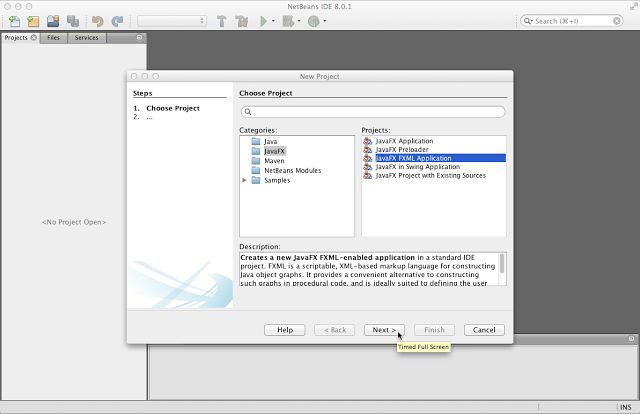 NetBeans IDE 8.0.1
Search (⌘+I)
Projects
Files
Services
New Project
Steps
Choose Project
1. Choose Project
2. ...
Categories:
Projects:
Java
JavaFX
Maven
NetBeans Modules
Samples
JavaFX Application
JavaFX Preloader
JavaFX FXML Application
JavaFX in Swing Application
JavaFX Project with Existing Sources
<No Project Open>
Description:
Creates a new JavaFX FXML-enabled application in a standard IDE
project. FXML is a scriptable, XML-based markup language for constructing
Java object graphs. It provides a convenient alternative to constructing
such graphs in procedural code, and is ideally suited to defining the user
Help
< Back
Next >
Finish
Cancel
Timed Full Screen
INS